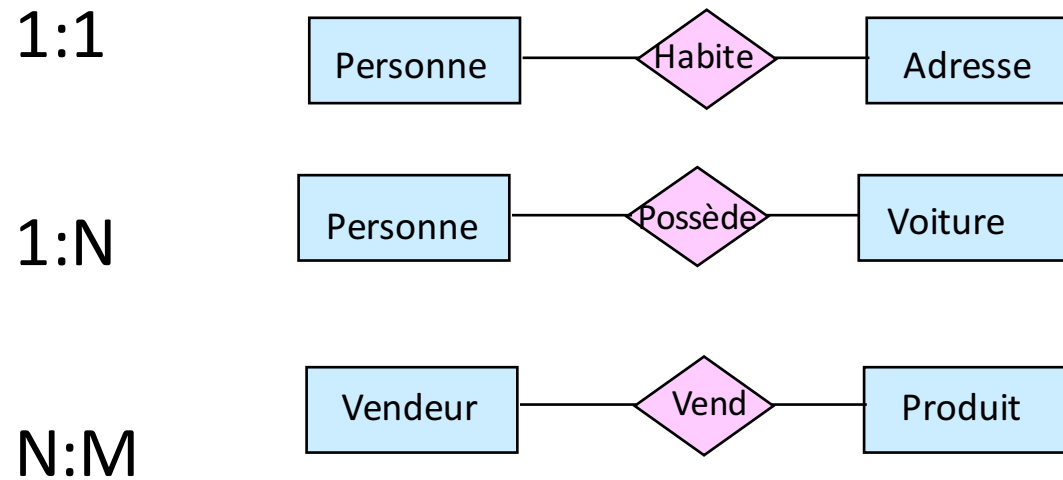 1:1
Personne Habite Adresse
1:N
Personne Possède Voiture
N:M
Vendeur Vend Produit